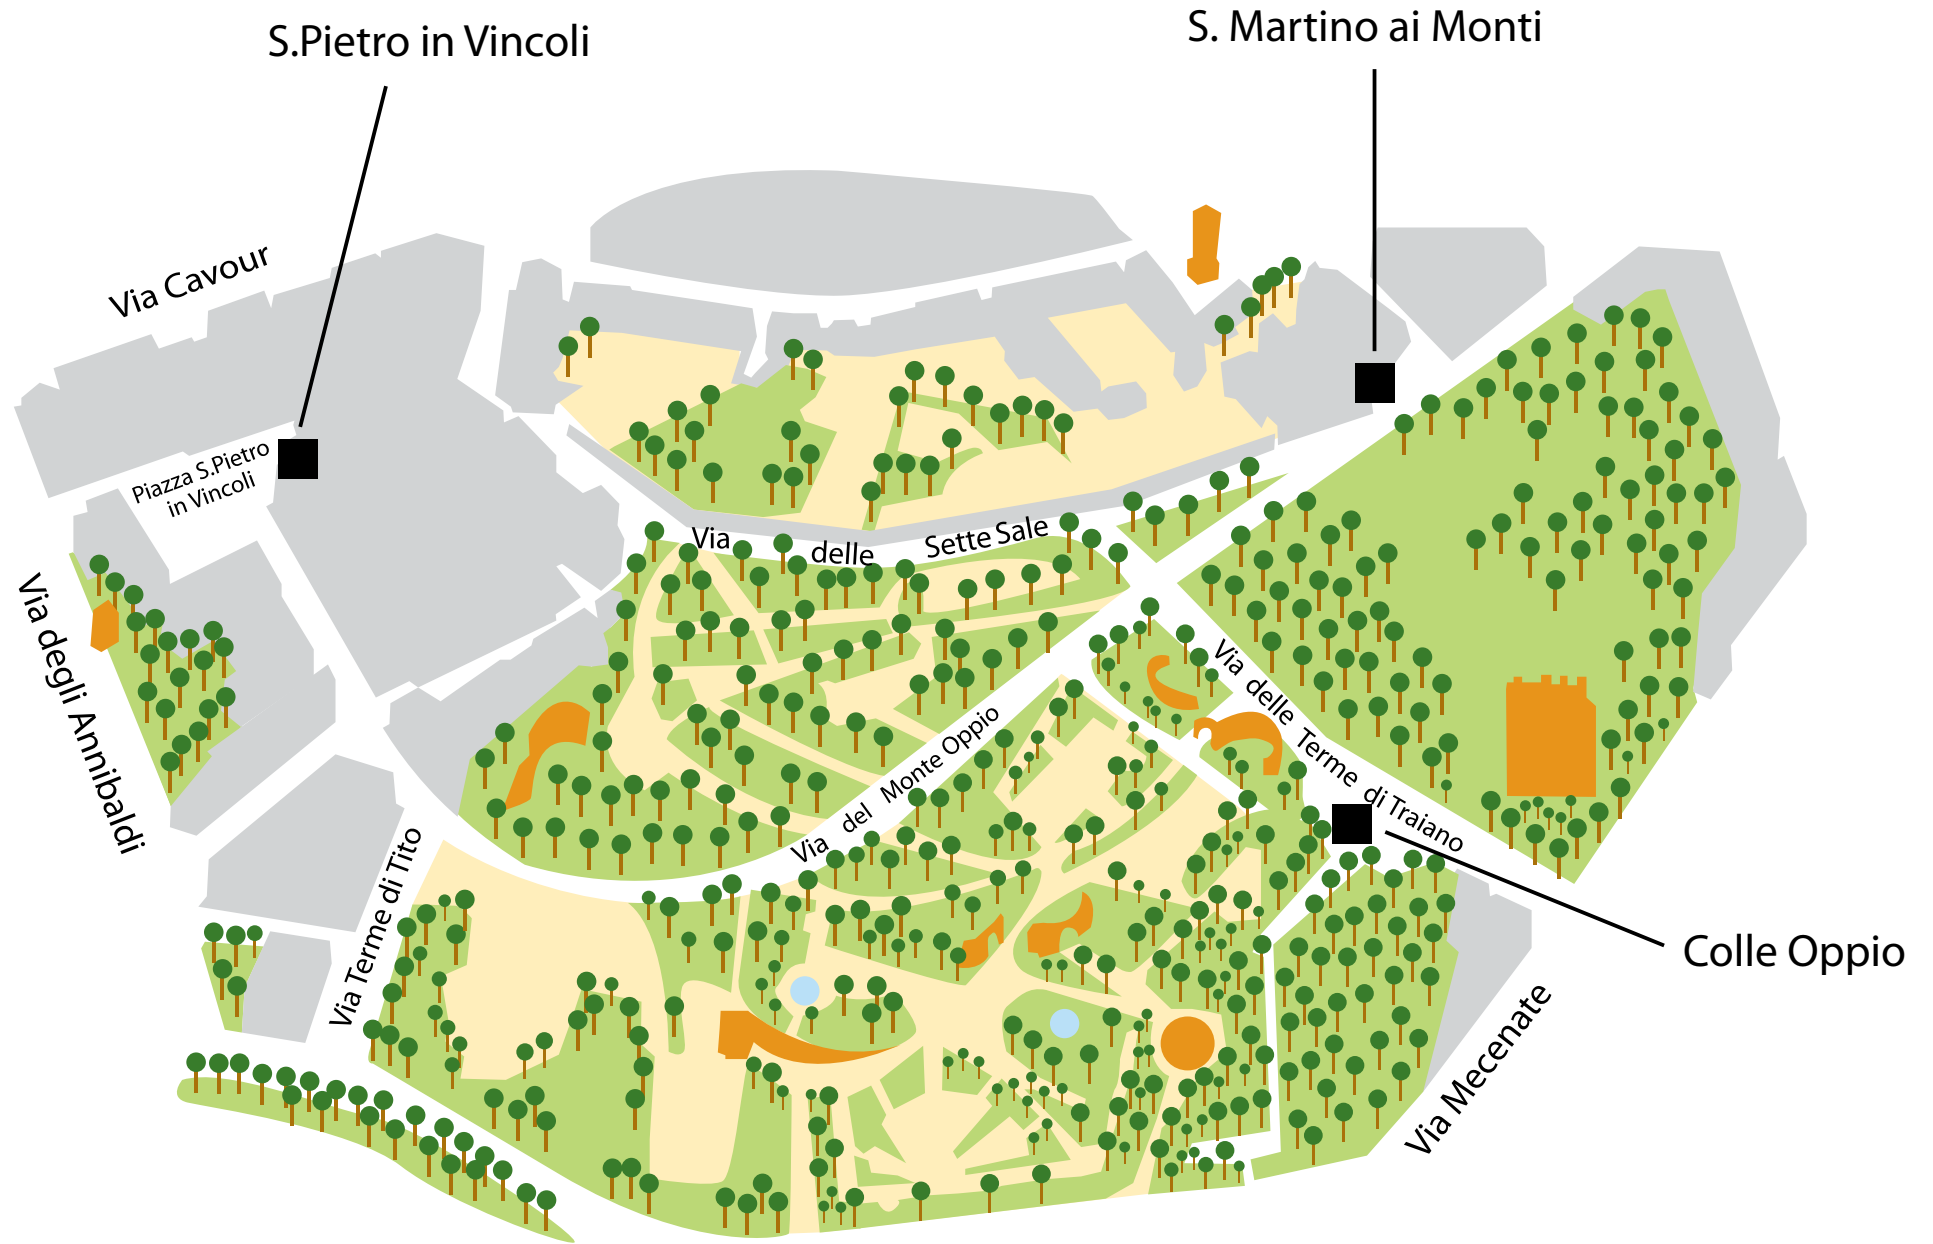 S.Pietro in Vincoli
S. Martino ai Monti
Via Cavour
Piazza S.Pietro
in Vincoli
Via degli Annibaldi
Via delle Sette Sale
Via del Monte Oppio
Via delle Terme di Traiano
Via Terme di Tito
Colle Oppio
Via Mecenate